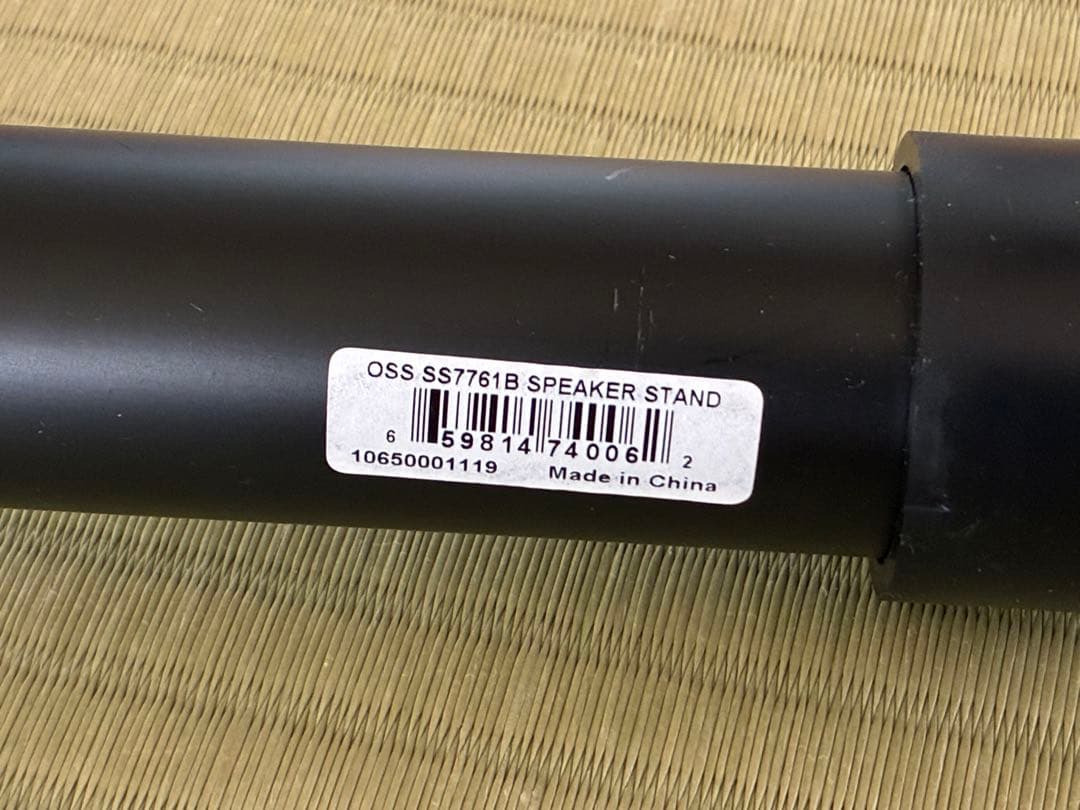 OSS SS7761B SPEAKER STAND
6 59814 74006 2
10650001119 Made in China